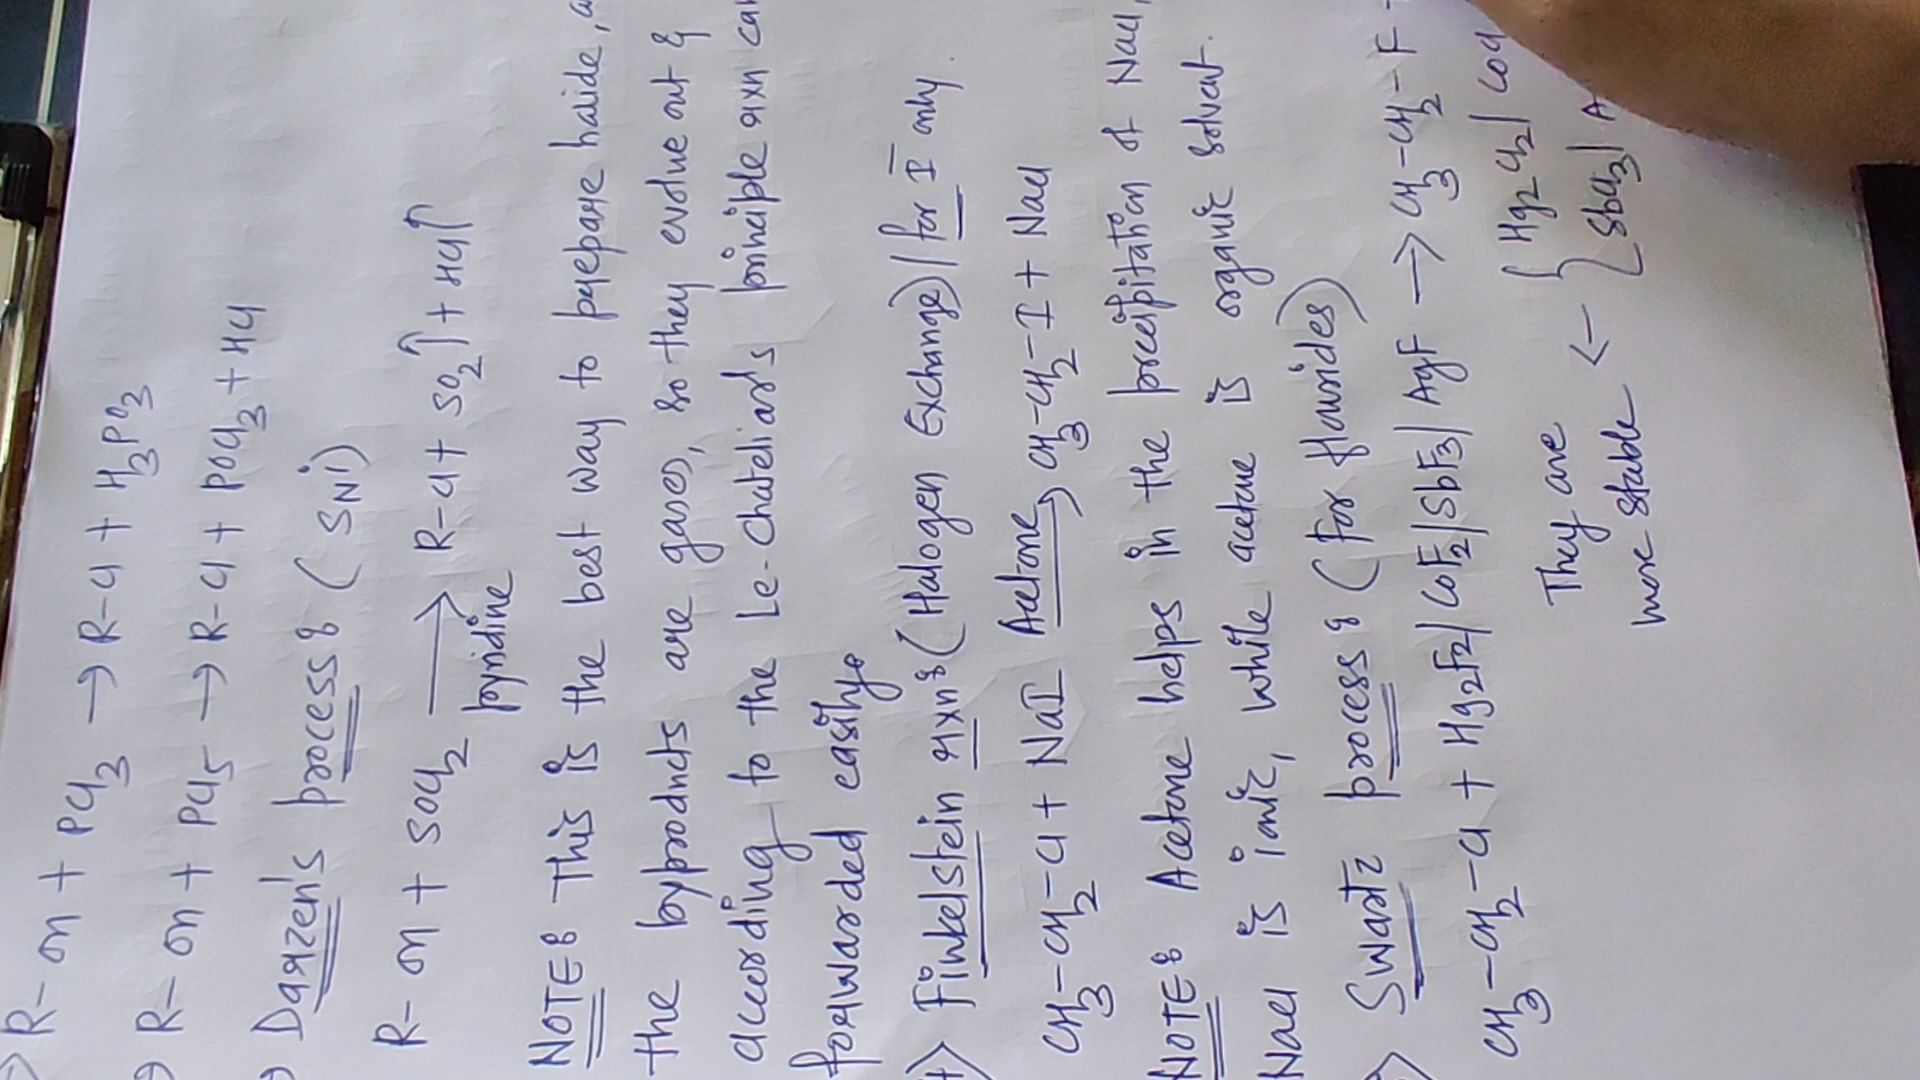 R-OH + PCl3 → R-Cl + H3PO3
R-OH + PCl5 → R-Cl + POCl3 + HCl
Darzen's process : (SNi)
R-OH + SOCl2 → R-Cl + SO2↑ + HCl↑
pyridine
NOTE : This is the best way to prepare halide,
the byproducts are gases, so they evolve out &
according to the Le-Chatelier's principle rxn
forwarded easily.
Finkelstein rxn : (Halogen Exchange) / for I⁻ only.
CH3-CH2-Cl + NaI Acetone→ CH3-CH2-I + NaCl
NOTE : Acetone helps in the precipitation of NaCl,
NaCl is ionic, while acetone is organic solvent.
Swartz process : (for flourides)
CH3-CH2-Cl + Hg2F2/ CoF2/ SbF3/ AgF → CH3-CH2-F
They are ← { Hg2Cl2/ CoCl
more stable { SbCl3/ A